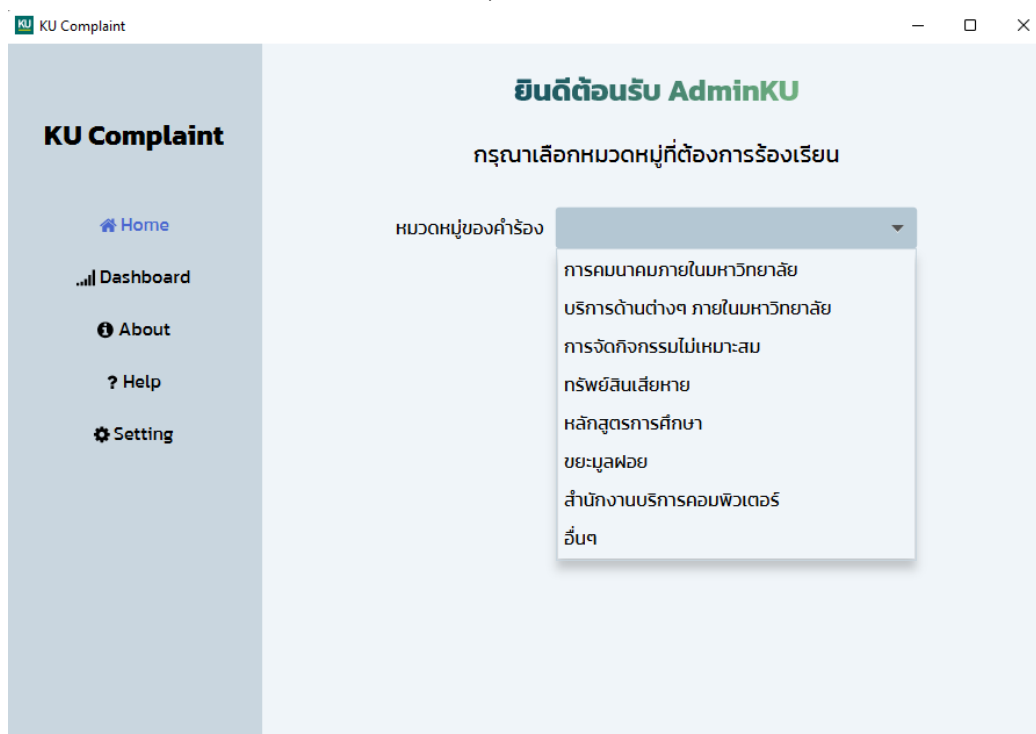 KU KU Complaint
KU Complaint
Home
Dashboard
About
? Help
Setting
ยินดีต้อนรับ AdminKU
กรุณาเลือกหมวดหมู่ที่ต้องการร้องเรียน
หมวดหมู่ของคำร้อง
การคมนาคมภายในมหาวิทยาลัย
บริการด้านต่างๆ ภายในมหาวิทยาลัย
การจัดกิจกรรมไม่เหมาะสม
ทรัพย์สินเสียหาย
หลักสูตรการศึกษา
ขยะมูลฝอย
สำนักงานบริการคอมพิวเตอร์
อื่นๆ